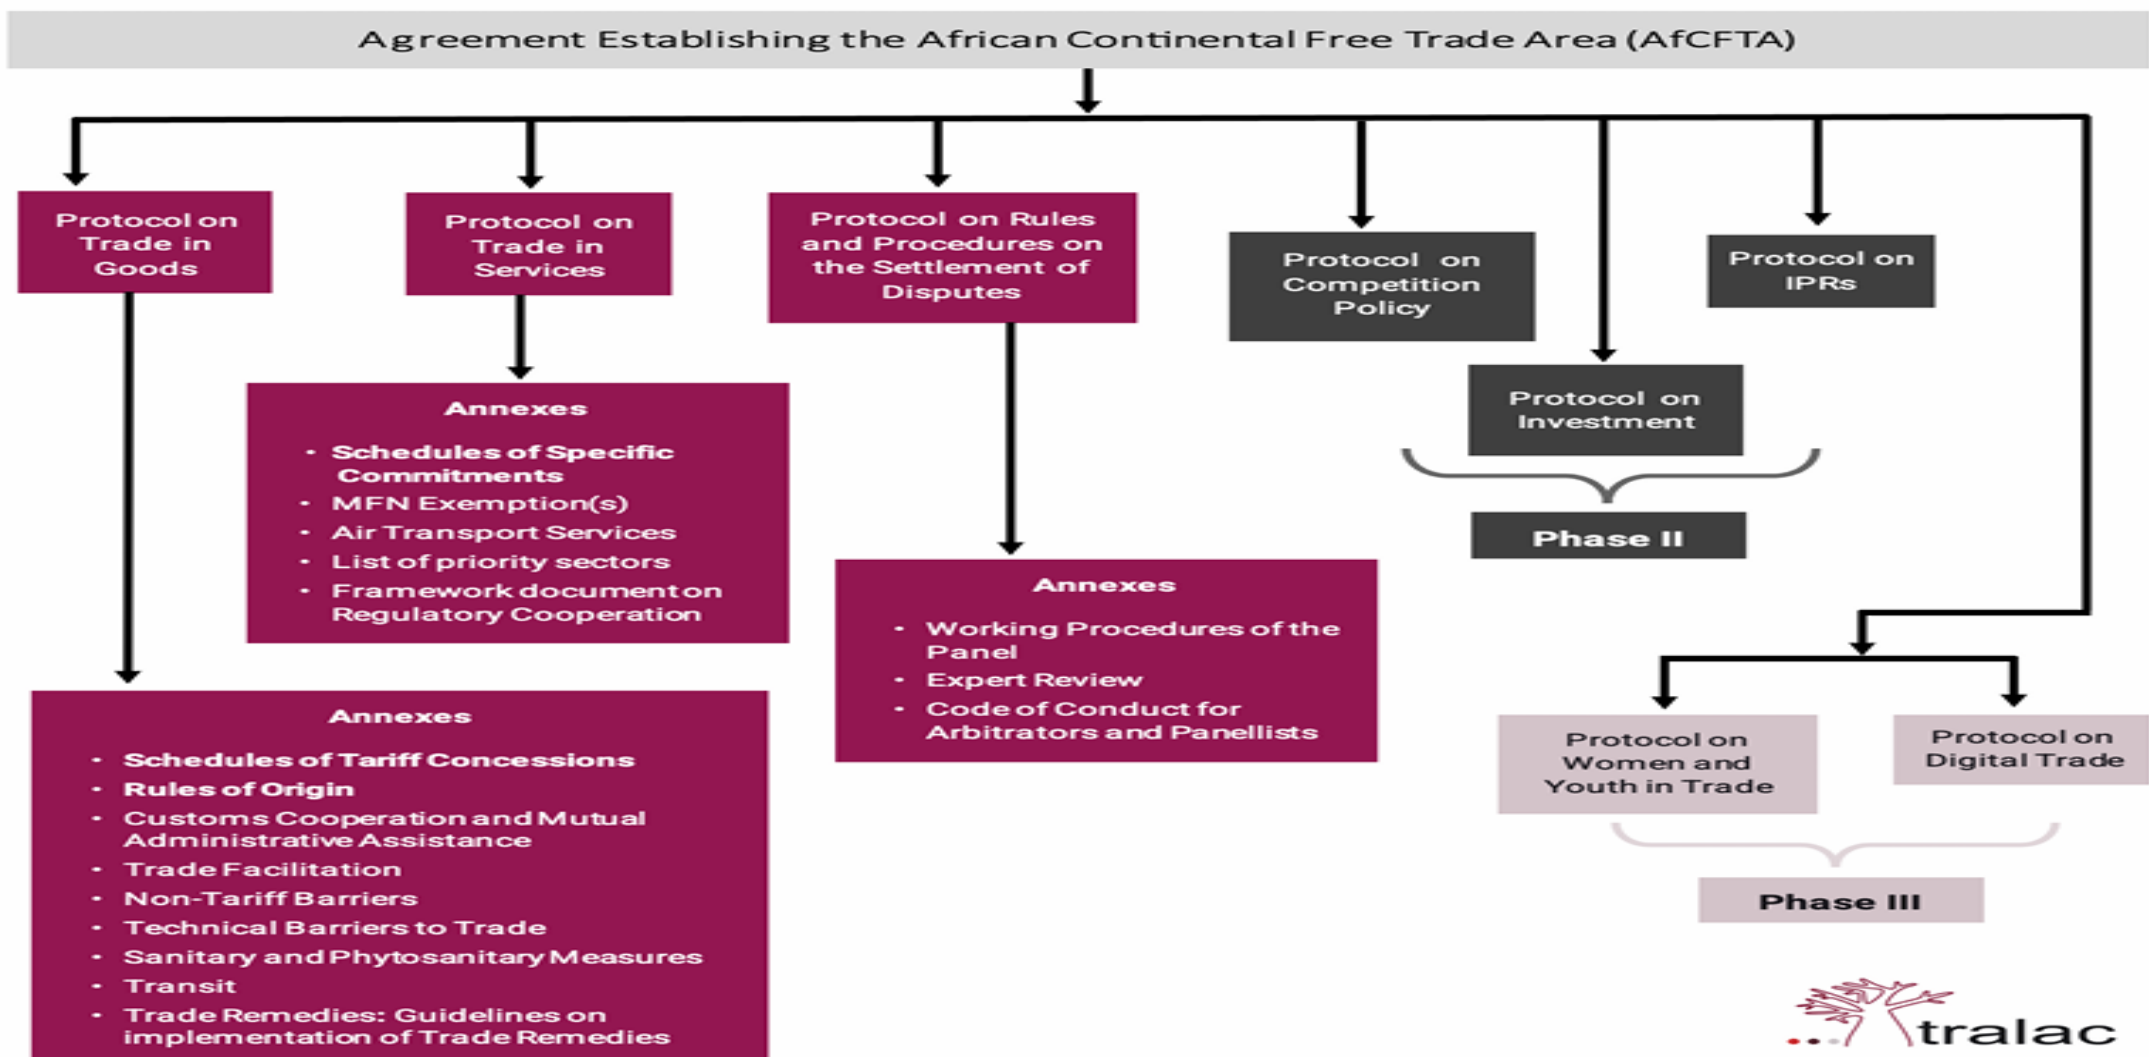 Agreement Establishing the African Continental Free Trade Area (AfCFTA)
Protocol on
Trade in
Goods
Protocol on
Trade in
Services
Protocol on Rules
and Procedures on
the Settlement of
Disputes
Protocol on
Competition
Policy
Protocol on
IPRs
Protocol on
Investment
Phase II
Annexes
• Schedules of Specific
Commitments
• MFN Exemption(s)
• Air Transport Services
• List of priority sectors
• Framework document on
Regulatory Cooperation
Annexes
• Working Procedures of the
Panel
• Expert Review
• Code of Conduct for
Arbitrators and Panellists
Annexes
• Schedules of Tariff Concessions
• Rules of Origin
• Customs Cooperation and Mutual
Administrative Assistance
• Trade Facilitation
• Non-Tariff Barriers
• Technical Barriers to Trade
• Sanitary and Phytosanitary Measures
• Transit
• Trade Remedies: Guidelines on
implementation of Trade Remedies
Protocol on
Women and
Youth in Trade
Protocol on
Digital Trade
Phase III
tralac